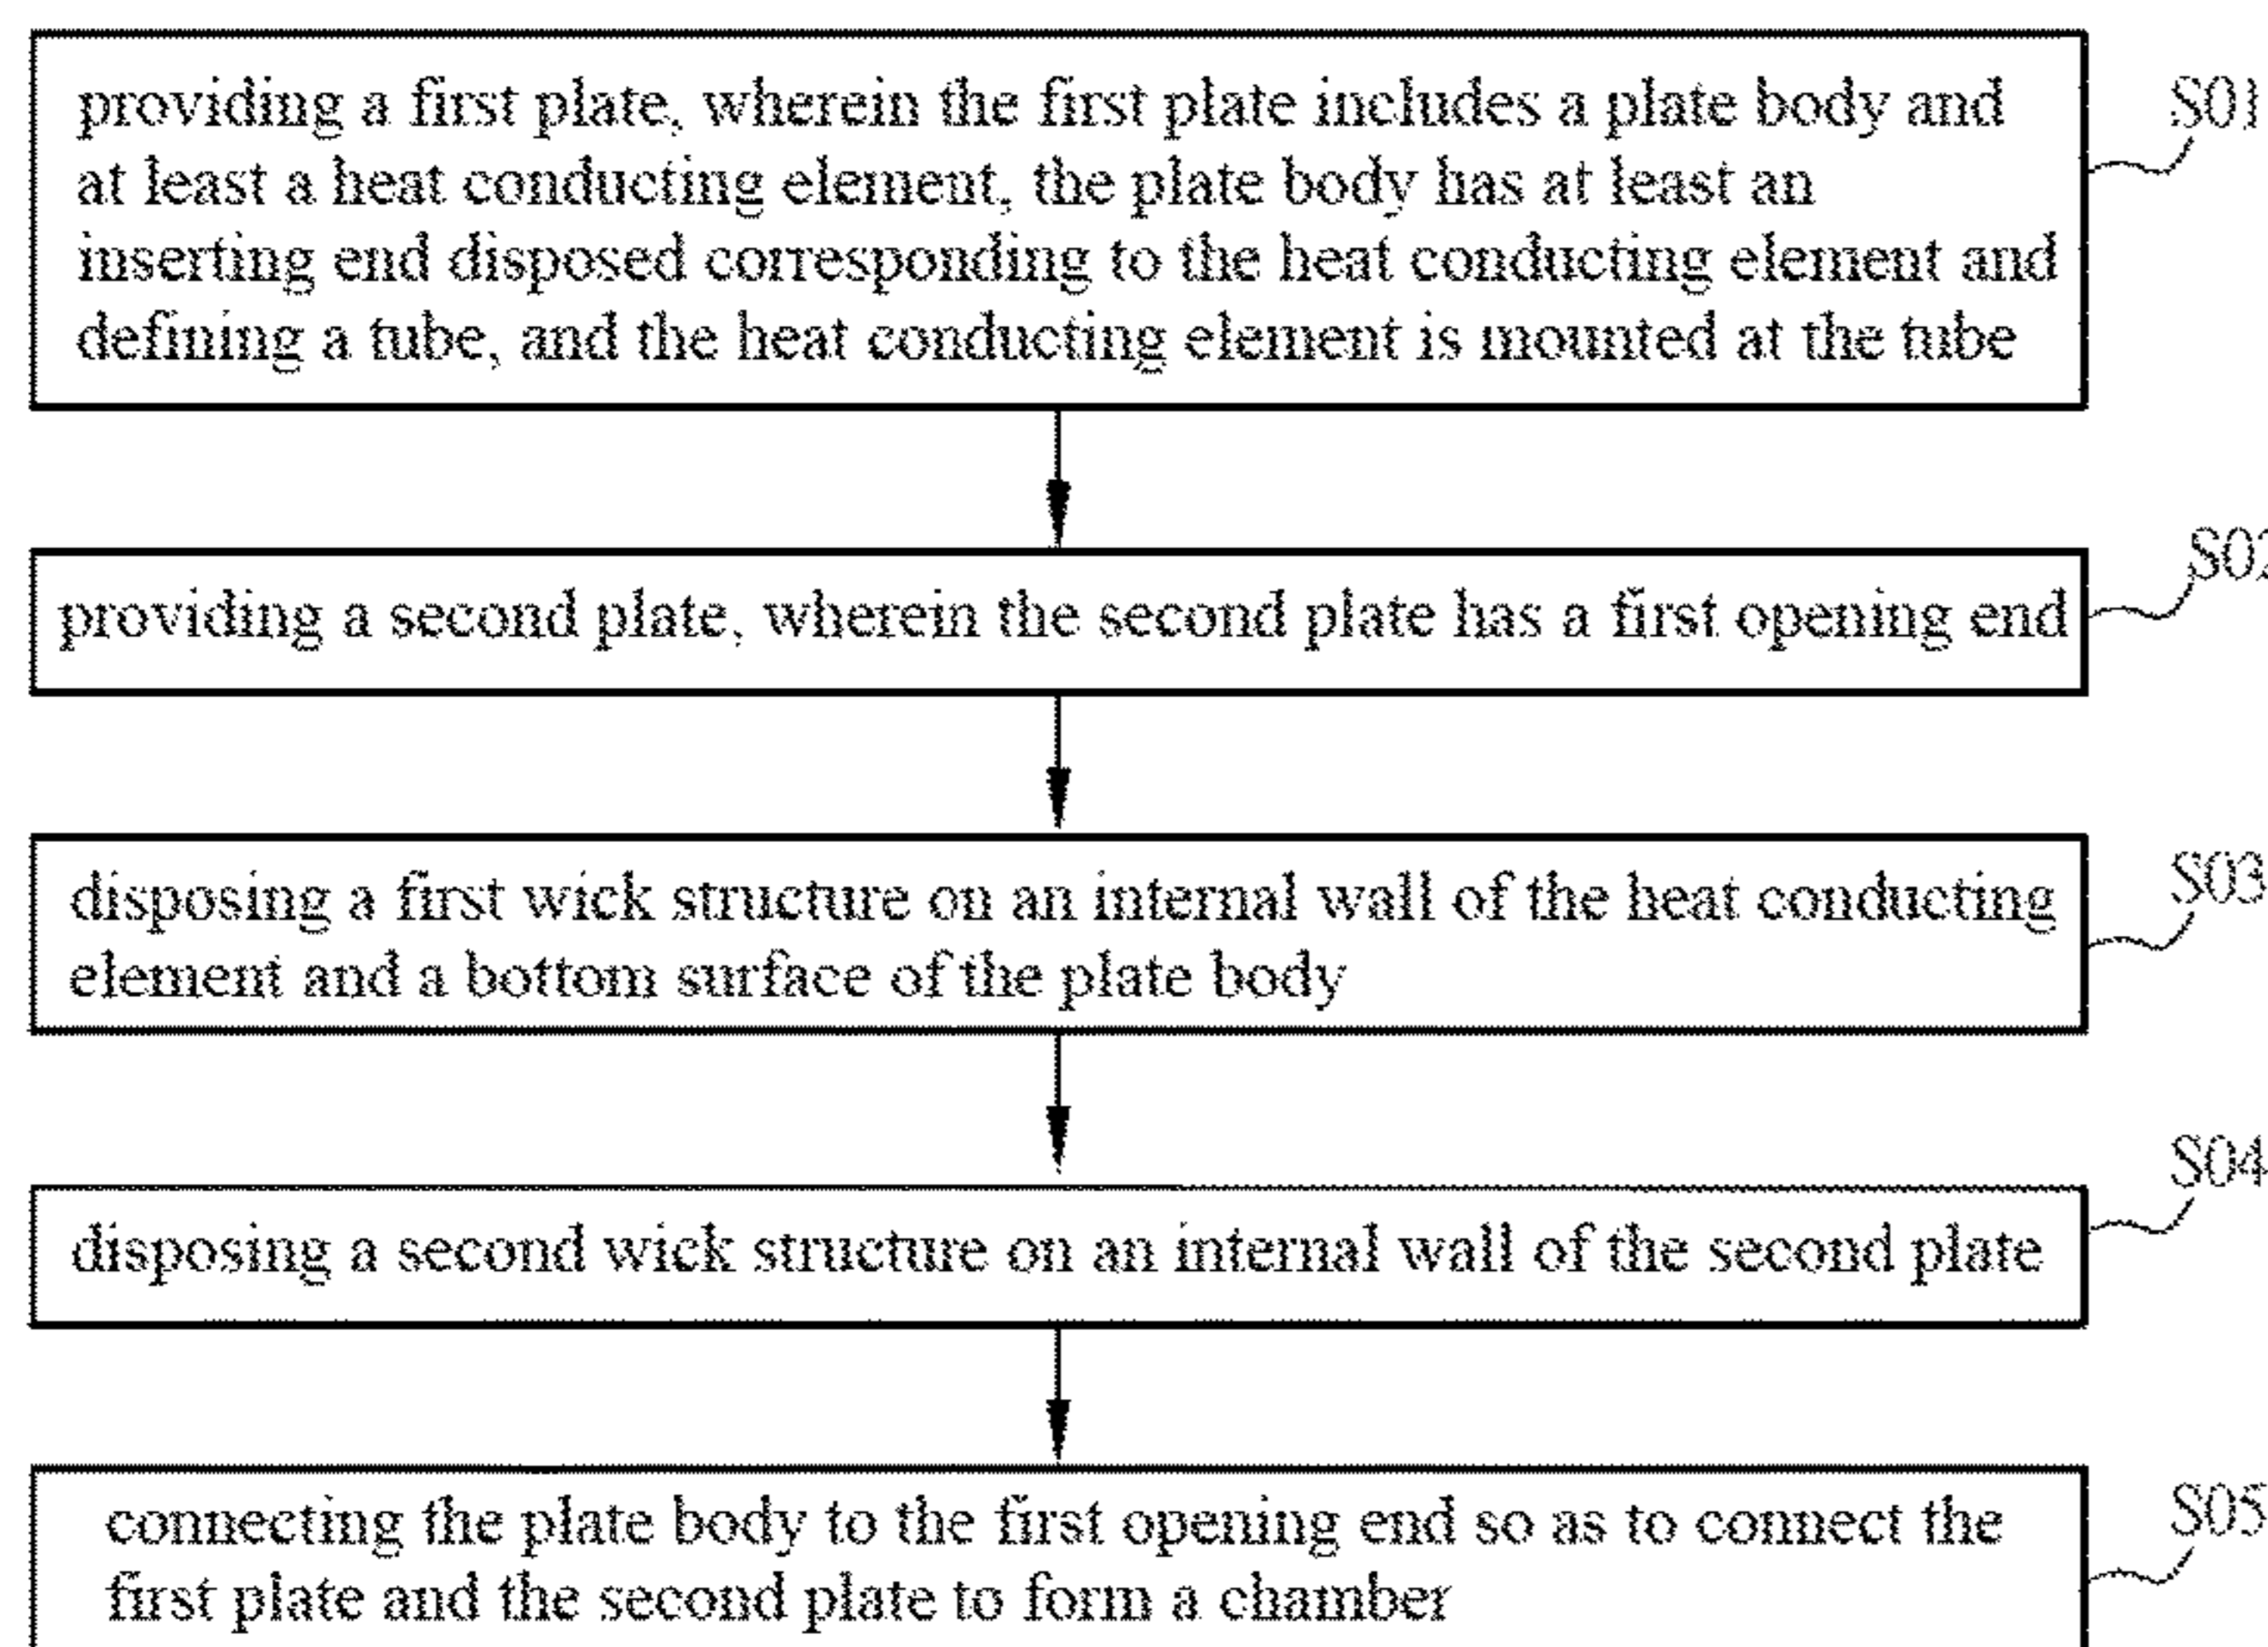 providing a first plate, wherein the first plate includes a plate body and
at least a heat conducting element, the plate body has at least an
inserting end disposed corresponding to the heat conducting element and
defining a tube, and the heat conducting element is mounted at the tube
S01
providing a second plate, wherein the second plate has a first opening end
S02
disposing a first wick structure on an internal wall of the heat conducting
element and a bottom surface of the plate body
S03
disposing a second wick structure on an internal wall of the second plate
S04
connecting the plate body to the first opening end so as to connect the
first plate and the second plate to form a chamber
S05